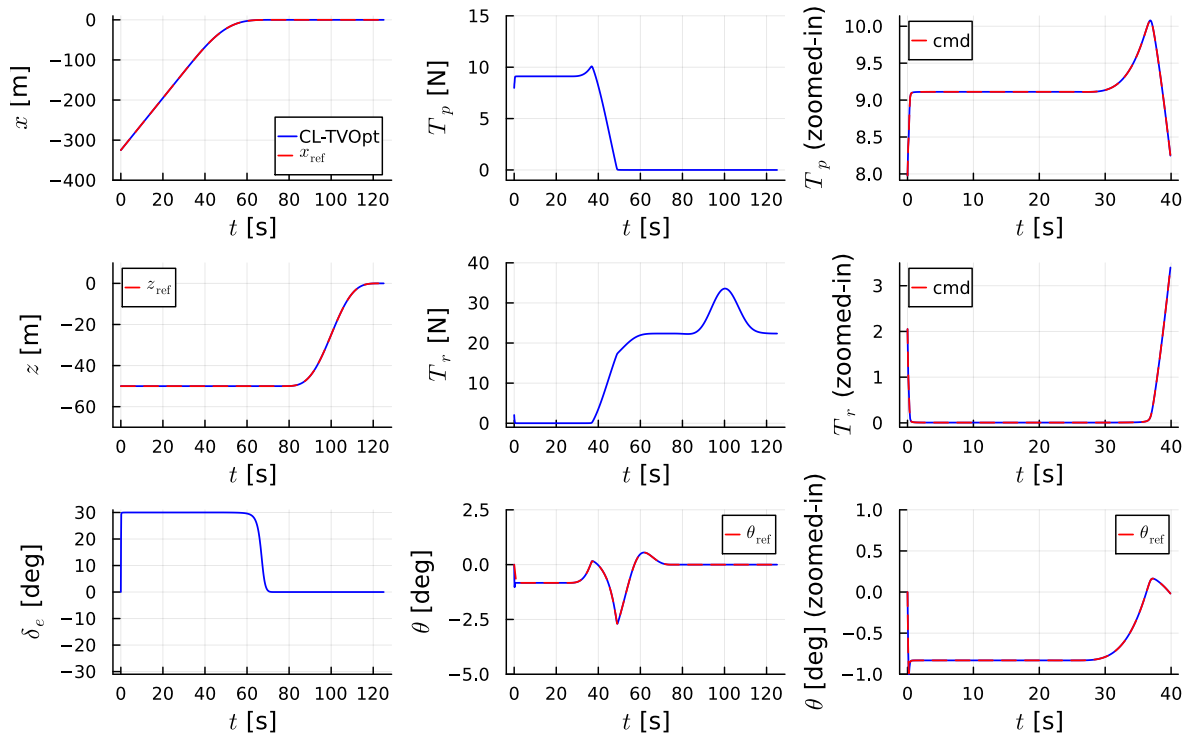 x [m]
0
−100
−200
−300
−400
0 20 40 60 80 100 120
t [s]
CL-TVOpt
x_ref
T_p [N]
15
10
5
0
0 20 40 60 80 100 120
t [s]
T_p (zoomed-in)
10.0
9.5
9.0
8.5
8.0
0 10 20 30 40
t [s]
cmd
z [m]
0
−20
−40
−60
0 20 40 60 80 100 120
t [s]
z_ref
T_r [N]
40
30
20
10
0
0 20 40 60 80 100 120
t [s]
T_r (zoomed-in)
3
2
1
0
0 10 20 30 40
t [s]
cmd
δ_e [deg]
30
20
10
0
−10
−20
−30
0 20 40 60 80 100 120
t [s]
θ [deg]
2.5
0.0
−2.5
−5.0
0 20 40 60 80 100 120
t [s]
θ_ref
θ [deg] (zoomed-in)
1.0
0.5
0.0
−0.5
−1.0
0 10 20 30 40
t [s]
θ_ref